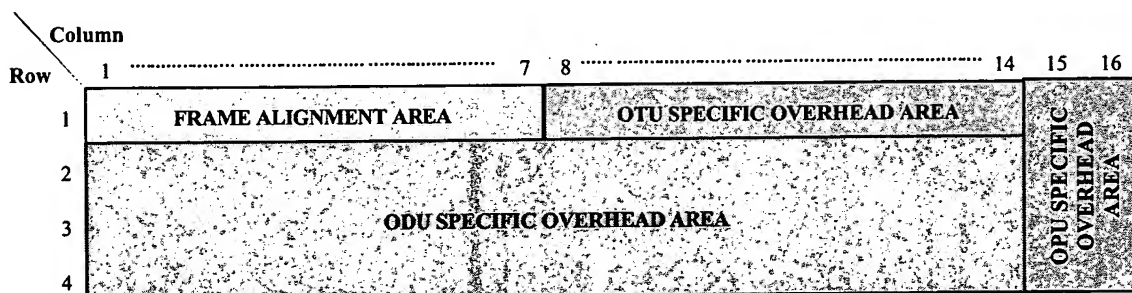 Column
Row
1 ................ 7 8 ................ 14 15 16
1 FRAME ALIGNMENT AREA OTU SPECIFIC OVERHEAD AREA
2
3 ODU SPECIFIC OVERHEAD AREA
4
OPU SPECIFIC
OVERHEAD
AREA